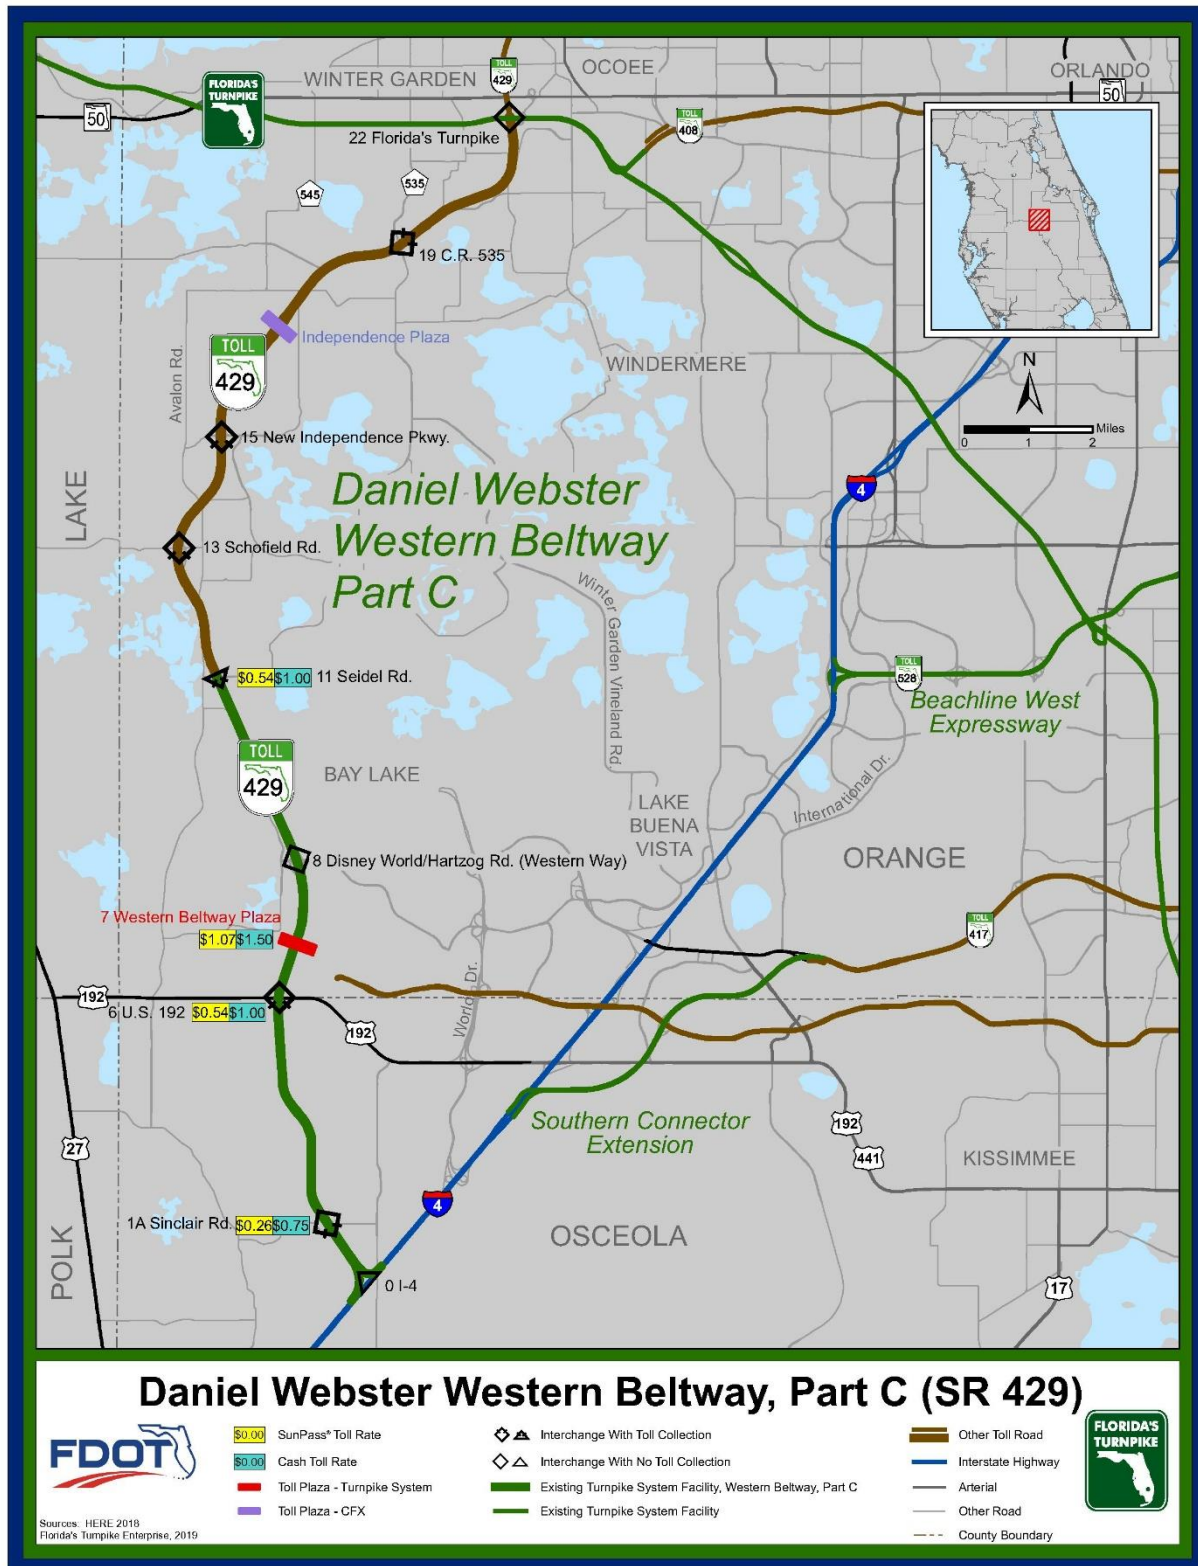 WINTER GARDEN
OCOEE
ORLANDO
TOLL
429
FLORIDA'S
TURNPIKE
50
50
TOLL
408
22 Florida's Turnpike
545
535
19 C.R. 535
Independence Plaza
TOLL
429
Avalon Rd.
WINDERMERE
N
Miles
0 1 2
15 New Independence Pkwy.
LAKE
Daniel Webster
Western Beltway
Part C
4
13 Schofield Rd.
Winter Garden Vineland Rd.
$0.54 $1.00 11 Seidel Rd.
TOLL
528
Beachline West
Expressway
TOLL
429
BAY LAKE
International Dr.
LAKE
BUENA
VISTA
ORANGE
8 Disney World/Hartzog Rd. (Western Way)
7 Western Beltway Plaza
$1.07 $1.50
TOLL
417
World Dr.
192
6 U.S. 192 $0.54 $1.00
192
Southern Connector
Extension
192
441
27
KISSIMMEE
4
1A Sinclair Rd. $0.26 $0.75
OSCEOLA
POLK
0 I-4
17
Daniel Webster Western Beltway, Part C (SR 429)
FDOT
$0.00 SunPass® Toll Rate
$0.00 Cash Toll Rate
Toll Plaza - Turnpike System
Toll Plaza - CFX
Interchange With Toll Collection
Interchange With No Toll Collection
Existing Turnpike System Facility, Western Beltway, Part C
Existing Turnpike System Facility
Other Toll Road
Interstate Highway
Arterial
Other Road
County Boundary
FLORIDA'S
TURNPIKE
Sources: HERE 2018
Florida's Turnpike Enterprise, 2019